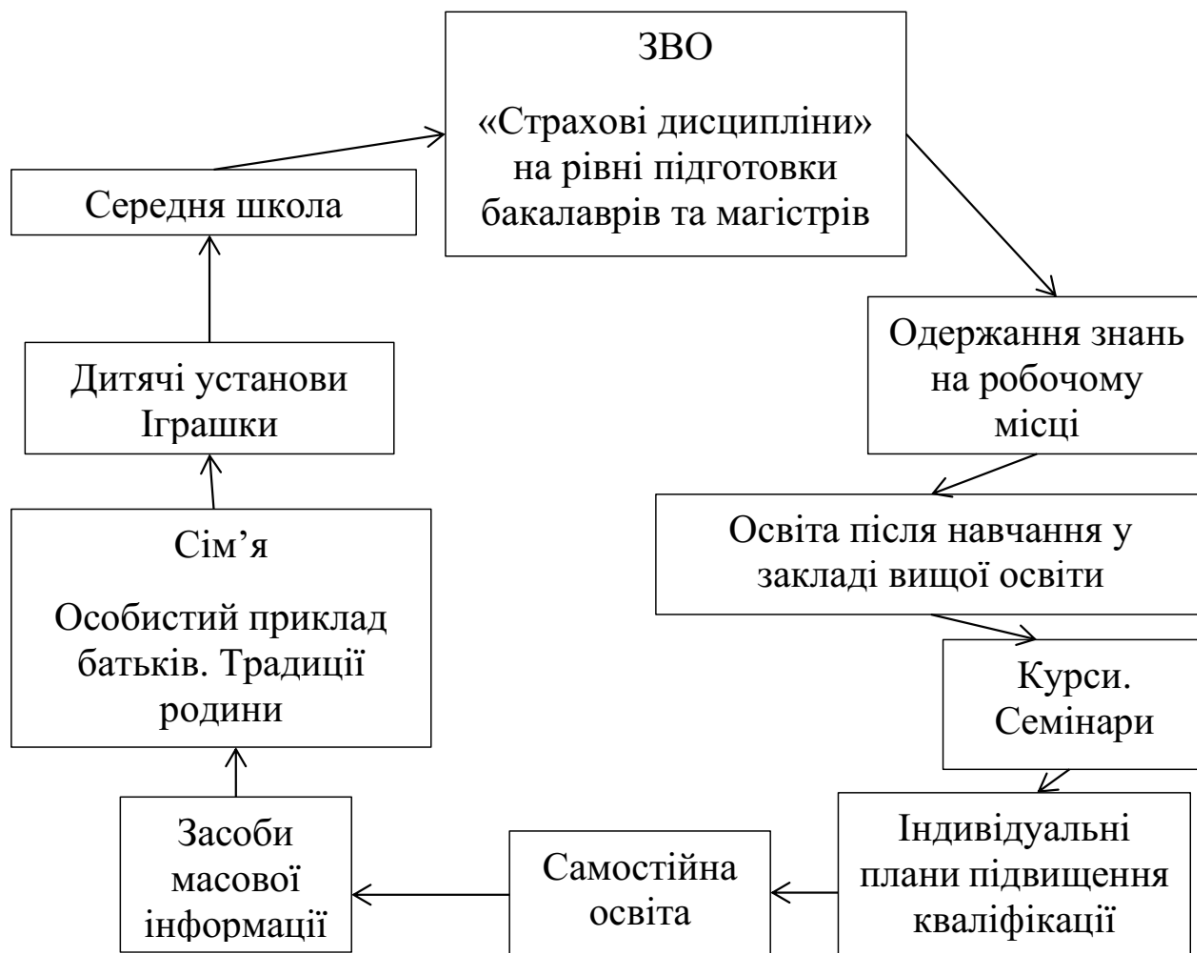 ЗВО
«Страхові дисципліни»
на рівні підготовки
бакалаврів та магістрів
Середня школа
Одержання знань
на робочому
місці
Дитячі установи
Іграшки
Освіта після навчання у
закладі вищої освіти
Сім’я
Особистий приклад
батьків. Традиції
родини
Курси.
Семінари
Засоби
масової
інформації
Самостійна
освіта
Індивідуальні
плани підвищення
кваліфікації